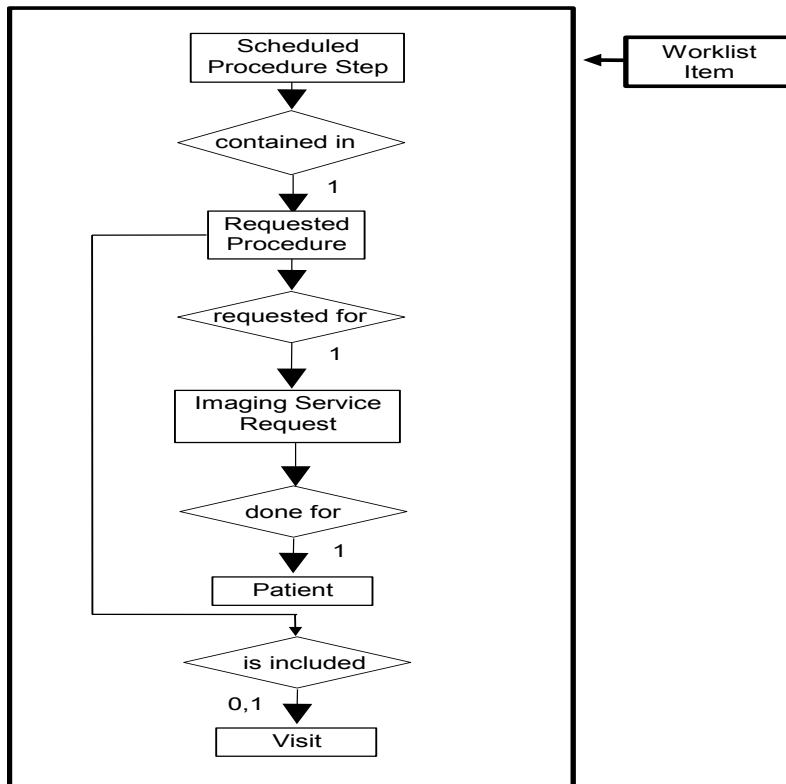 Scheduled
Procedure Step
Worklist
Item
contained in
1
Requested
Procedure
requested for
1
Imaging Service
Request
done for
1
Patient
is included
0,1
Visit